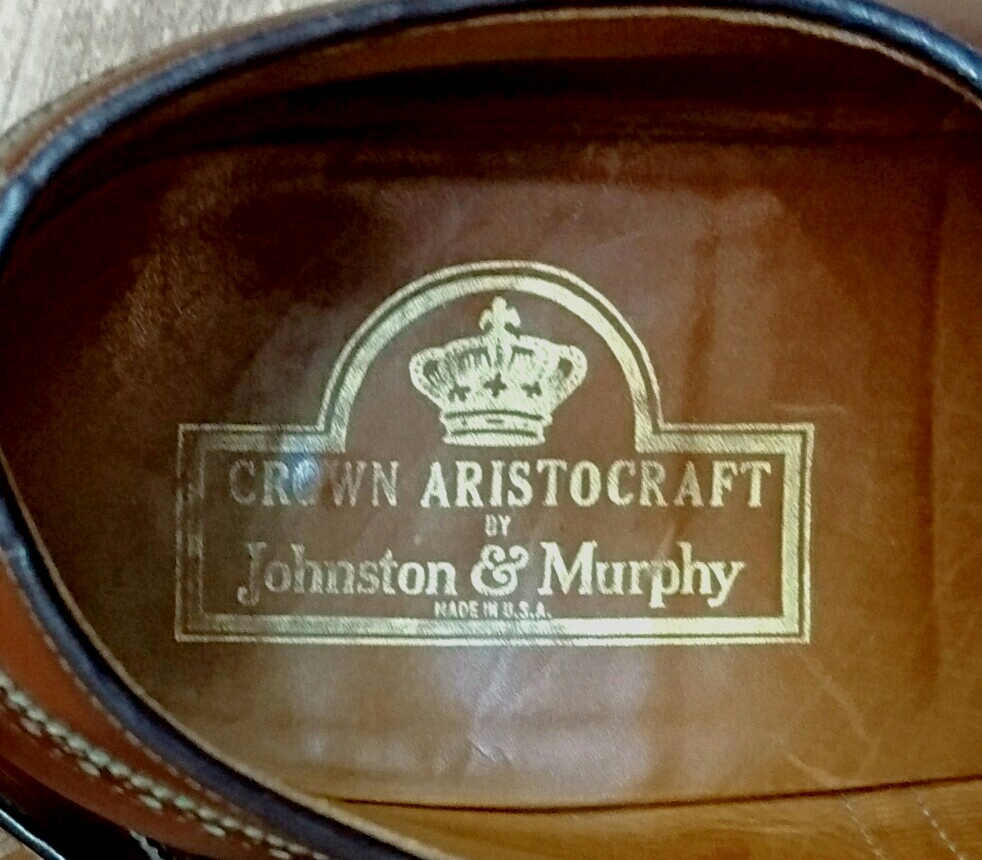 CROWN ARISTOCRAFT
BY
Johnston & Murphy
MADE IN U.S.A.